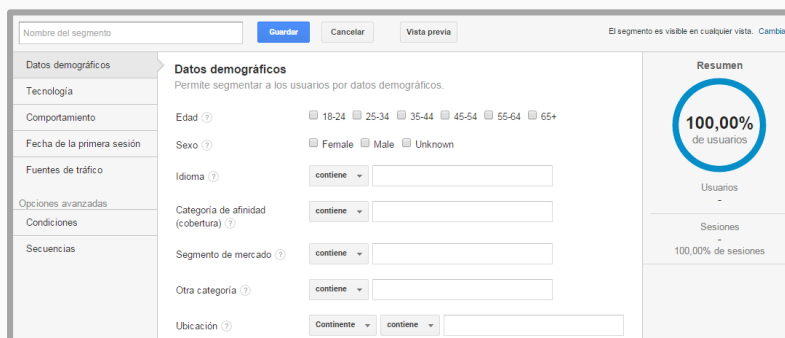 Nombre del segmento
Guardar
Cancelar
Vista previa
El segmento es visible en cualquier vista. Cambia
Datos demográficos
Tecnología
Comportamiento
Fecha de la primera sesión
Fuentes de tráfico
Opciones avanzadas
Condiciones
Secuencias
Datos demográficos
Permite segmentar a los usuarios por datos demográficos.
Edad ? 18-24 25-34 35-44 45-54 55-64 65+
Sexo ? Female Male Unknown
Idioma ? contiene
Categoría de afinidad
(cobertura) ? contiene
Segmento de mercado ? contiene
Otra categoría ? contiene
Ubicación ? Continente contiene
Resumen
100,00%
de usuarios
Usuarios
-
Sesiones
-
100,00% de sesiones